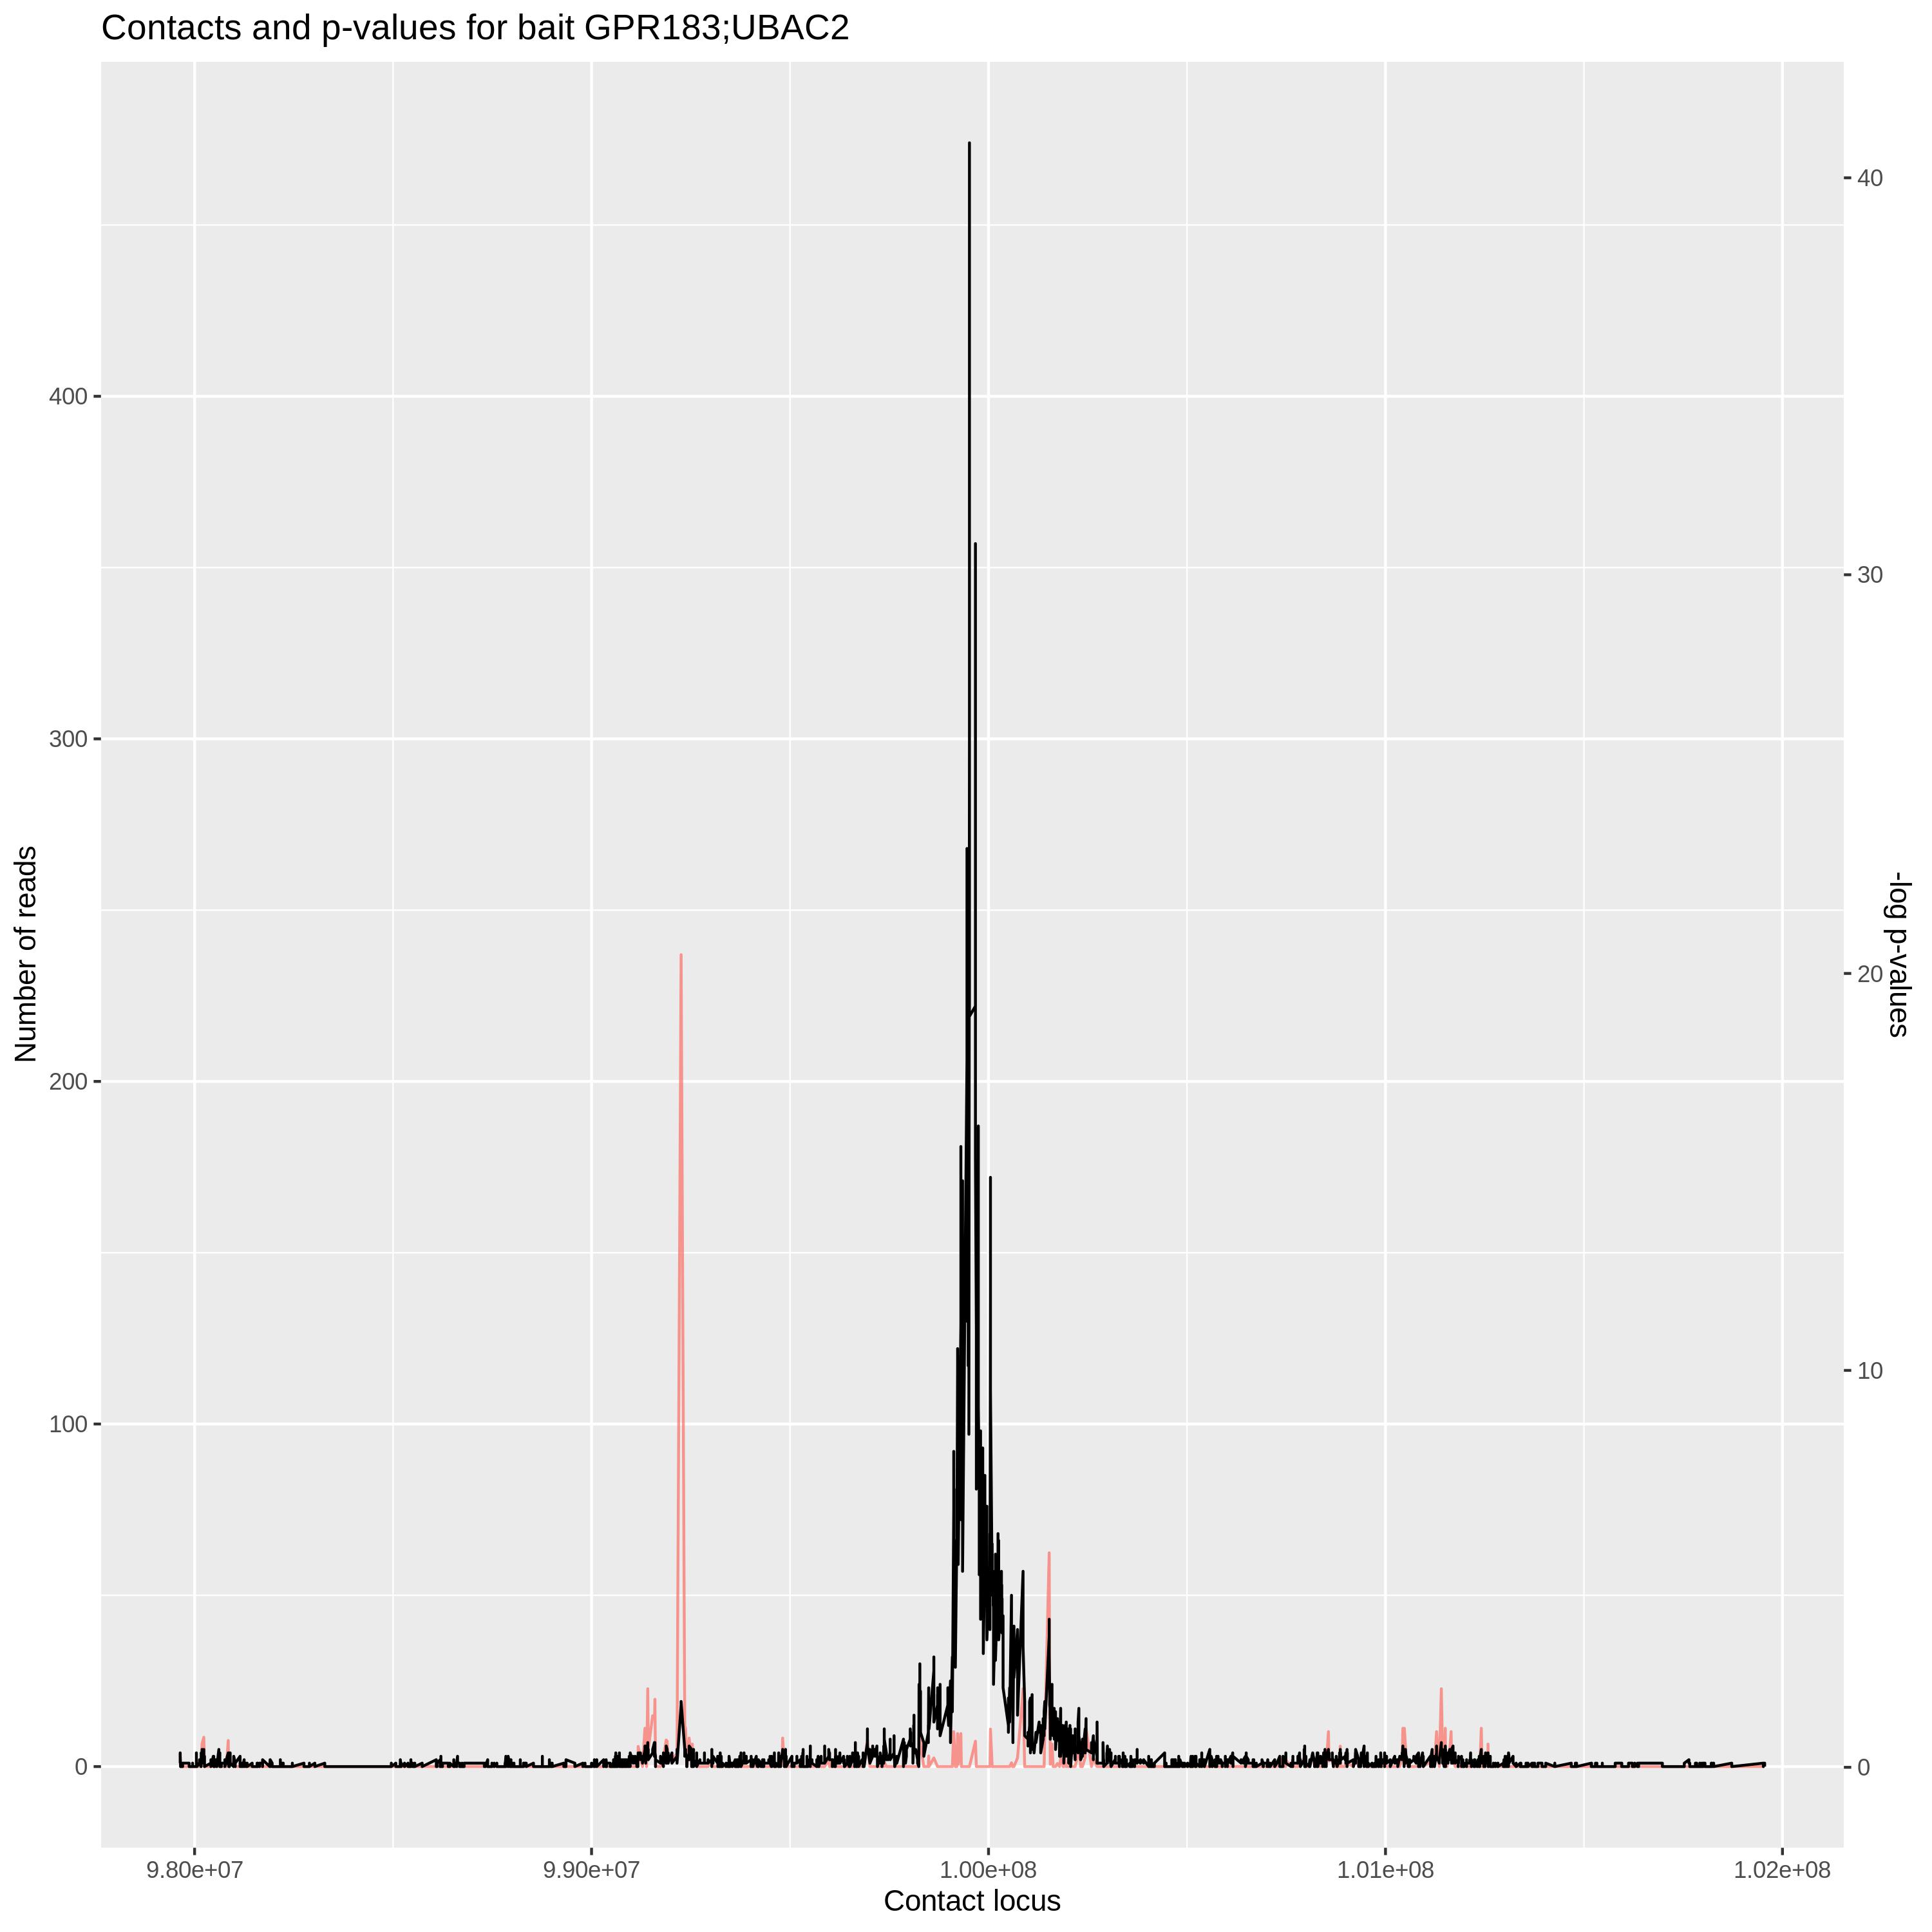 Contacts and p-values for bait GPR183;UBAC2
Number of reads
400
300
200
100
0
40
30
20
10
0
-log p-values
9.80e+07
9.90e+07
1.00e+08
1.01e+08
1.02e+08
Contact locus